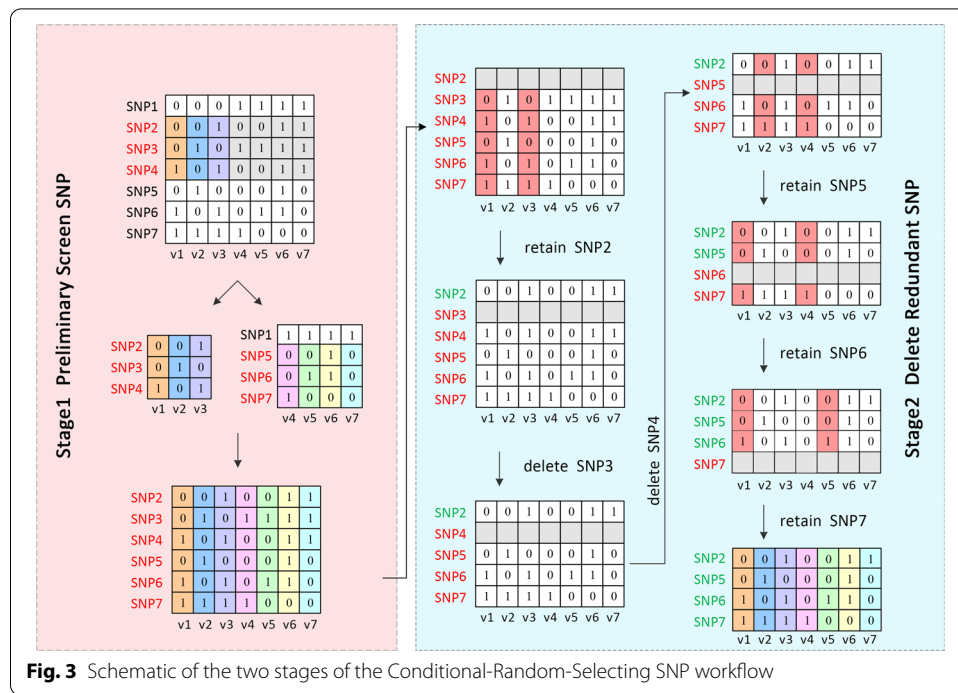 Stage1 Preliminary Screen SNP
SNP1 0 0 0 1 1 1 1
SNP2 0 0 1 0 0 1 1
SNP3 0 1 0 1 1 1 1
SNP4 1 0 1 0 0 1 1
SNP5 0 1 0 0 0 1 0
SNP6 1 0 1 0 1 1 0
SNP7 1 1 1 1 0 0 0
v1 v2 v3 v4 v5 v6 v7
SNP2 0 0 1
SNP3 0 1 0
SNP4 1 0 1
v1 v2 v3
SNP1 1 1 1 1
SNP5 0 0 1 0
SNP6 0 1 1 0
SNP7 1 0 0 0
v4 v5 v6 v7
SNP2 0 0 1 0 0 1 1
SNP3 0 1 0 1 1 1 1
SNP4 1 0 1 0 0 1 1
SNP5 0 1 0 0 0 1 0
SNP6 1 0 1 0 1 1 0
SNP7 1 1 1 1 0 0 0
v1 v2 v3 v4 v5 v6 v7
SNP2
SNP3 0 1 0 1 1 1 1
SNP4 1 0 1 0 0 1 1
SNP5 0 1 0 0 0 1 0
SNP6 1 0 1 0 1 1 0
SNP7 1 1 1 1 0 0 0
v1 v2 v3 v4 v5 v6 v7
retain SNP2
SNP2 0 0 1 0 0 1 1
SNP3
SNP4 1 0 1 0 0 1 1
SNP5 0 1 0 0 0 1 0
SNP6 1 0 1 0 1 1 0
SNP7 1 1 1 1 0 0 0
v1 v2 v3 v4 v5 v6 v7
delete SNP3
SNP2 0 0 1 0 0 1 1
SNP4
SNP5 0 1 0 0 0 1 0
SNP6 1 0 1 0 1 1 0
SNP7 1 1 1 1 0 0 0
v1 v2 v3 v4 v5 v6 v7
delete SNP4
SNP2 0 0 1 0 0 1 1
SNP5
SNP6 1 0 1 0 1 1 0
SNP7 1 1 1 1 0 0 0
v1 v2 v3 v4 v5 v6 v7
retain SNP5
SNP2 0 0 1 0 0 1 1
SNP5 0 1 0 0 0 1 0
SNP6
SNP7 1 1 1 1 0 0 0
v1 v2 v3 v4 v5 v6 v7
retain SNP6
SNP2 0 0 1 0 0 1 1
SNP5 0 1 0 0 0 1 0
SNP6 1 0 1 0 1 1 0
SNP7
v1 v2 v3 v4 v5 v6 v7
retain SNP7
SNP2 0 0 1 0 0 1 1
SNP5 0 1 0 0 0 1 0
SNP6 1 0 1 0 1 1 0
SNP7 1 1 1 1 0 0 0
v1 v2 v3 v4 v5 v6 v7
Stage2 Delete Redundant SNP
Fig. 3 Schematic of the two stages of the Conditional-Random-Selecting SNP workflow